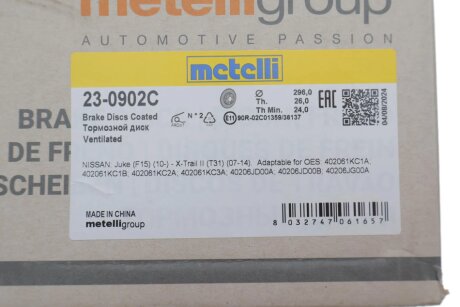 metelligroup
AUTOMOTIVE PASSION
metelli
23-0902C
Brake Discs Coated
Тормозной диск
Ventilated
N°2
Ø 296,0
Th. 26,0
Th Min. 24,0
E11 90R-02C01359/38137
EAC
04/08/2024
NISSAN: Juke (F15) (10-) - X-Trail II (T31) (07-14). Adaptable for OES: 402061KC1A;
402061KC1B; 402061KC2A; 402061KC3A; 40206JD00A; 40206JD00B; 40206JG00A
MADE IN CHINA
metelligroup
8 032747 061657
BRA
DE FR
SCHEI